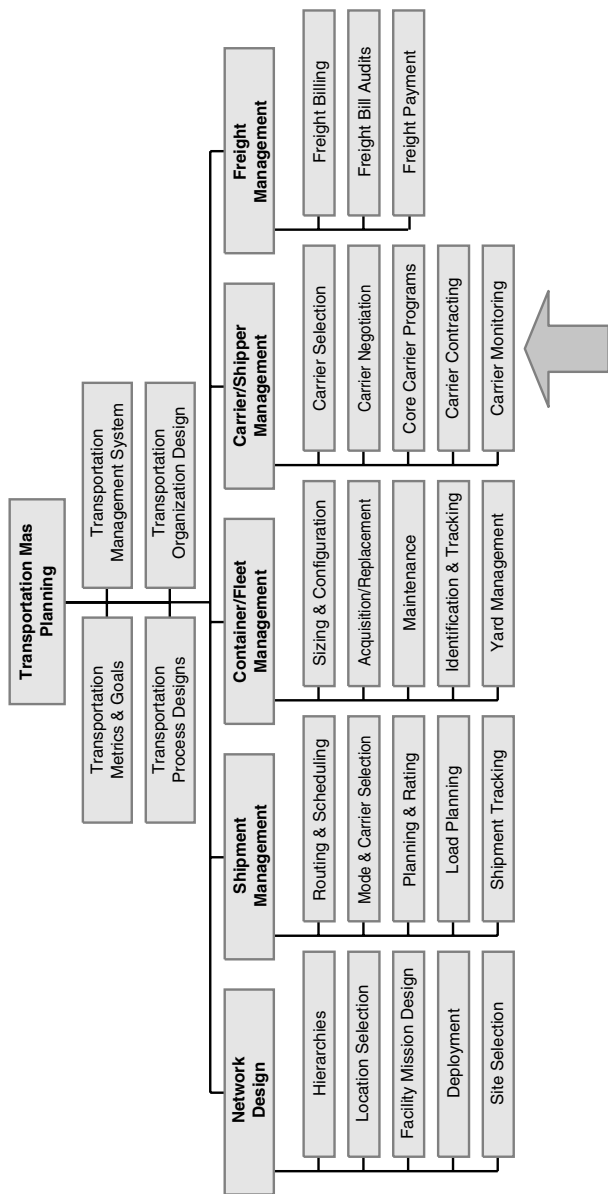 Transportation Mas
Planning
Transportation
Metrics & Goals
Transportation
Management System
Transportation
Process Designs
Transportation
Organization Design
Network
Design
Hierarchies
Location Selection
Facility Mission Design
Deployment
Site Selection
Shipment
Management
Routing & Scheduling
Mode & Carrier Selection
Planning & Rating
Load Planning
Shipment Tracking
Container/Fleet
Management
Sizing & Configuration
Acquisition/Replacement
Maintenance
Identification & Tracking
Yard Management
Carrier/Shipper
Management
Carrier Selection
Carrier Negotiation
Core Carrier Programs
Carrier Contracting
Carrier Monitoring
Freight
Management
Freight Billing
Freight Bill Audits
Freight Payment